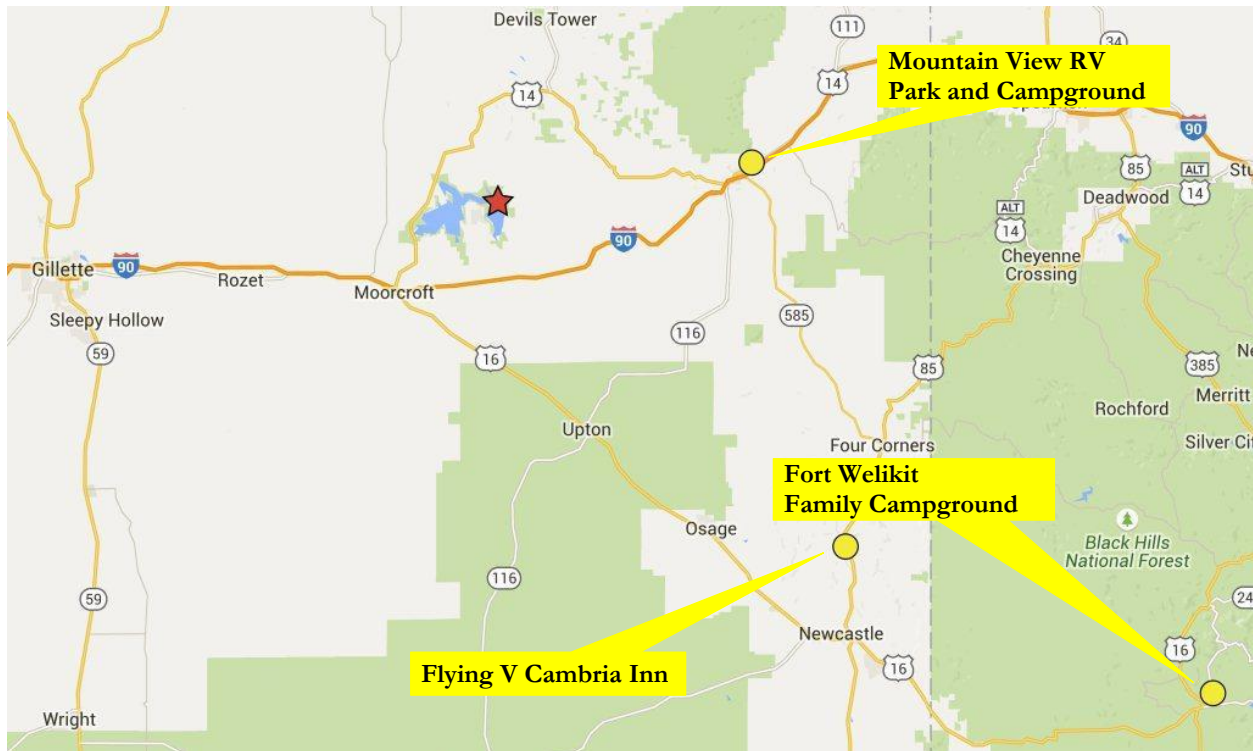 Devils Tower
111
34
14
Mountain View RV
Park and Campground
14
90
85
ALT
14
Deadwood
ALT
14
Cheyenne
Crossing
90
Gillette
90
Rozet
Moorcroft
Sleepy Hollow
59
16
116
585
85
385
Merritt
Rochford
Upton
Four Corners
Silver Cit
Fort Welikit
Family Campground
Osage
Black Hills
National Forest
116
59
24
Newcastle
16
16
Flying V Cambria Inn
Wright